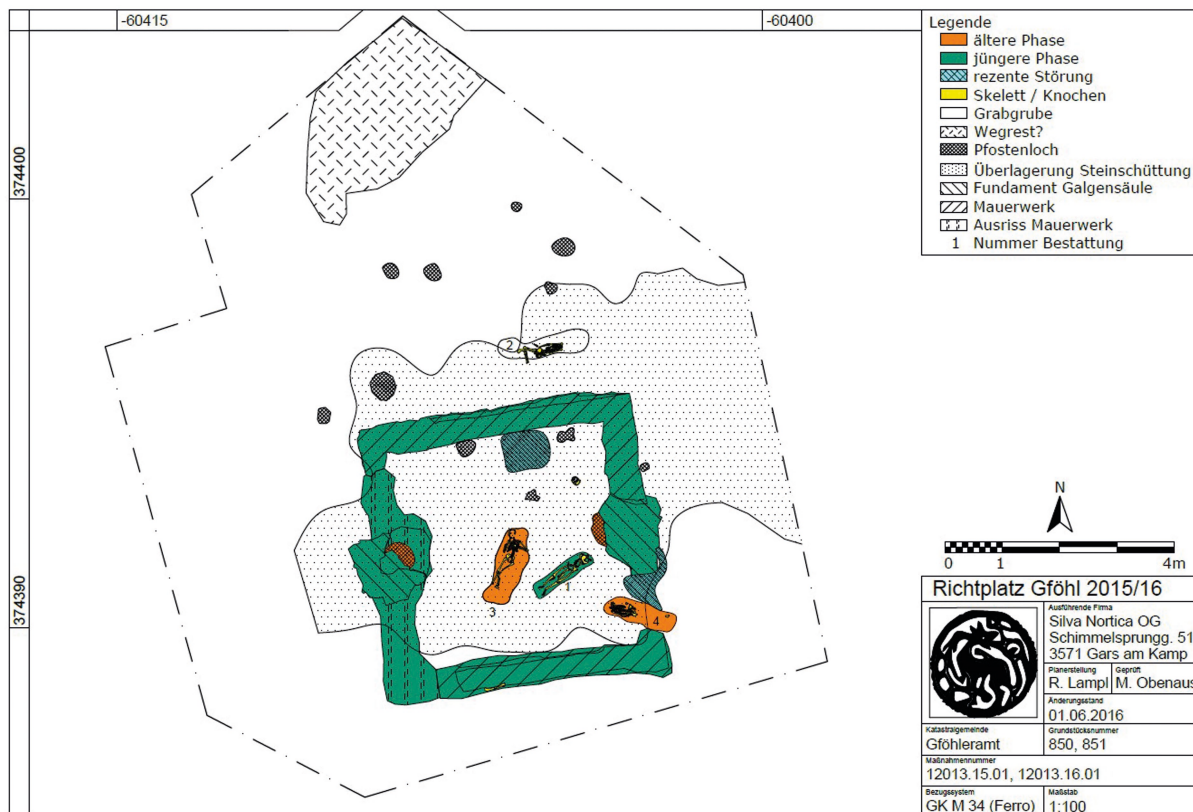 -60415
-60400
374400
374390
2
1
3
4
Legende
ältere Phase
jüngere Phase
rezente Störung
Skelett / Knochen
Grabgrube
Wegrest?
Pfostenloch
Überlagerung Steinschüttung
Fundament Galgensäule
Mauerwerk
Ausriss Mauerwerk
1 Nummer Bestattung
N
0 1 4m
Richtplatz Gföhl 2015/16
Ausführende Firma
Silva Nortica OG
Schimmelsprungg. 51
3571 Gars am Kamp
Planerstellung Geprüft
R. Lampl M. Obenaus
Änderungsstand
01.06.2016
Katastralgemeinde Grundstücksnummer
Gföhleramt 850, 851
Maßnahmennummer
12013.15.01, 12013.16.01
Bezugssystem Maßstab
GK M 34 (Ferro) 1:100